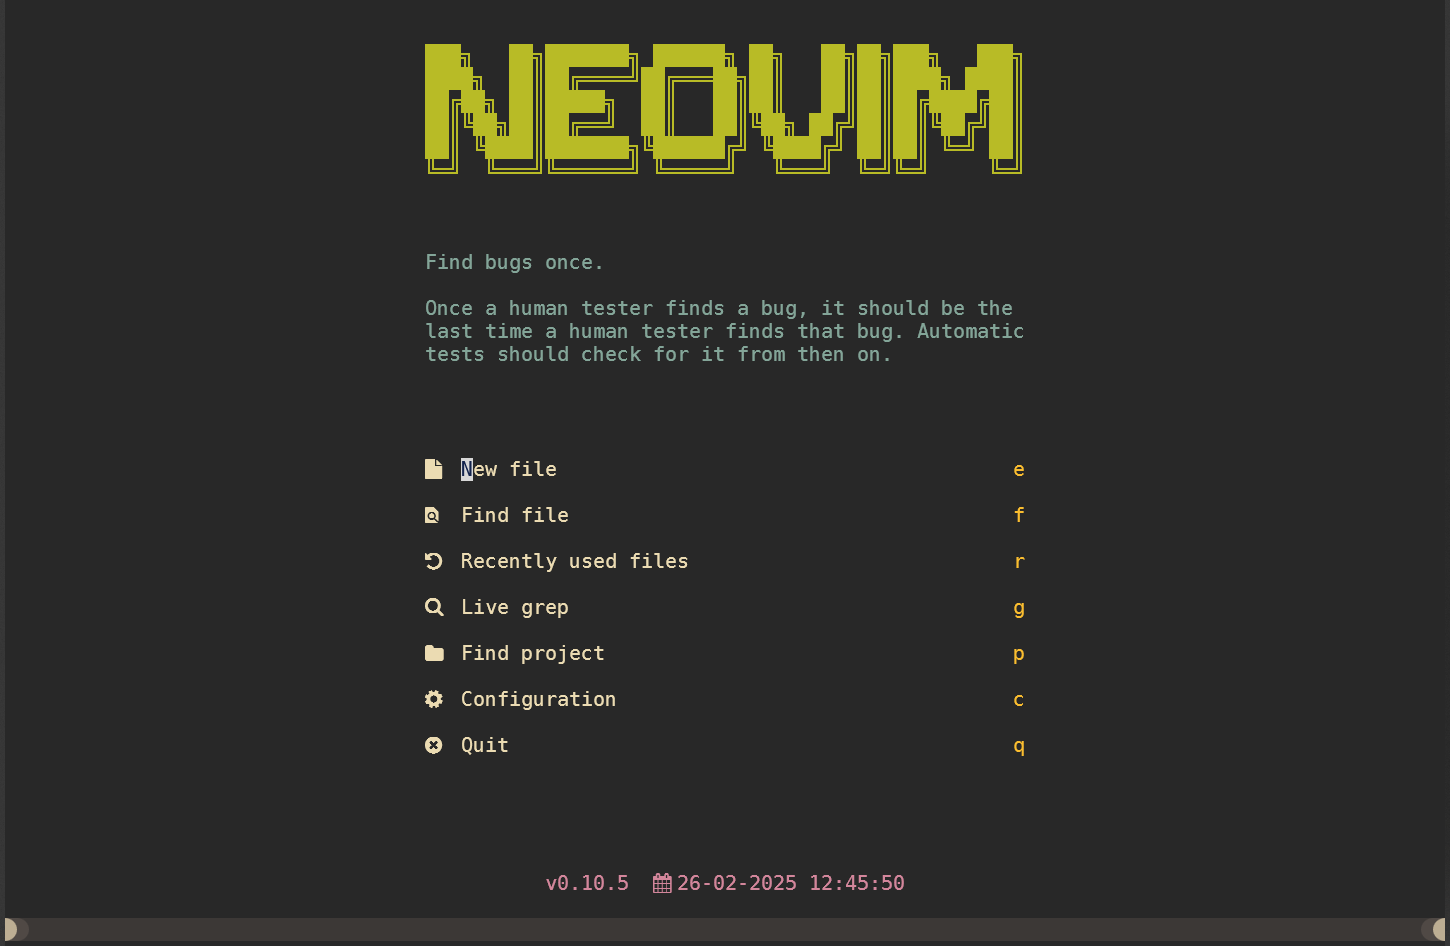 NEOVIM
Find bugs once.
Once a human tester finds a bug, it should be the
last time a human tester finds that bug. Automatic
tests should check for it from then on.
New file e
Find file f
Recently used files r
Live grep g
Find project p
Configuration c
Quit q
v0.10.5 26-02-2025 12:45:50